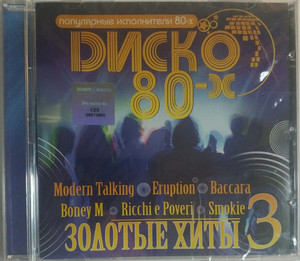 популярные исполнители 80-х
Диско
80-х
Modern Talking Eruption Baccara
Boney M Ricchi e Poveri Smokie
ЗОЛОТЫЕ ХИТЫ 3